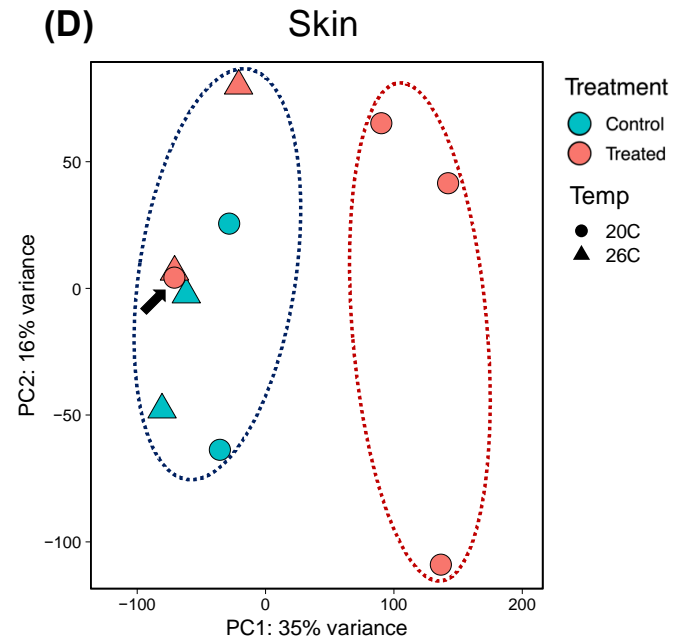 (D) Skin
Treatment
Control
Treated
Temp
20C
26C
50
0
−50
−100
PC2: 16% variance
−100 0 100 200
PC1: 35% variance